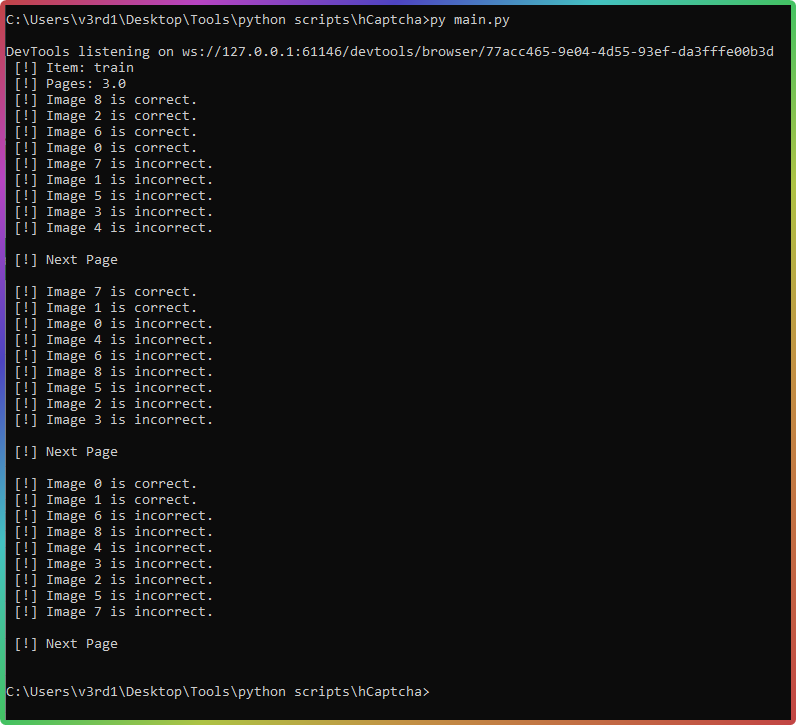 C:\Users\v3rd1\Desktop\Tools\python scripts\hCaptcha>py main.py
DevTools listening on ws://127.0.0.1:61146/devtools/browser/77acc465-9e04-4d55-93ef-da3fffe00b3d
[!] Item: train
[!] Pages: 3.0
[!] Image 8 is correct.
[!] Image 2 is correct.
[!] Image 6 is correct.
[!] Image 0 is correct.
[!] Image 7 is incorrect.
[!] Image 1 is incorrect.
[!] Image 5 is incorrect.
[!] Image 3 is incorrect.
[!] Image 4 is incorrect.
[!] Next Page
[!] Image 7 is correct.
[!] Image 1 is correct.
[!] Image 0 is incorrect.
[!] Image 4 is incorrect.
[!] Image 6 is incorrect.
[!] Image 8 is incorrect.
[!] Image 5 is incorrect.
[!] Image 2 is incorrect.
[!] Image 3 is incorrect.
[!] Next Page
[!] Image 0 is correct.
[!] Image 1 is correct.
[!] Image 6 is incorrect.
[!] Image 8 is incorrect.
[!] Image 4 is incorrect.
[!] Image 3 is incorrect.
[!] Image 2 is incorrect.
[!] Image 5 is incorrect.
[!] Image 7 is incorrect.
[!] Next Page
C:\Users\v3rd1\Desktop\Tools\python scripts\hCaptcha>